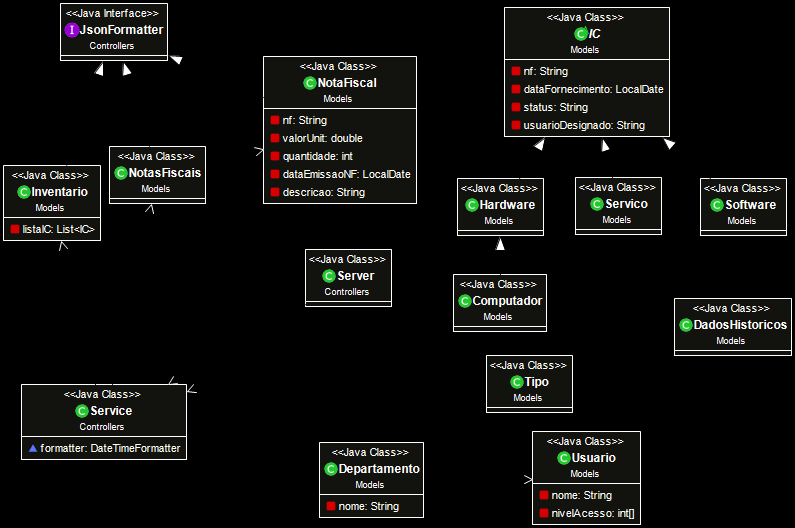 <<Java Interface>>
I JsonFormatter
Controllers
<<Java Class>>
C IC
Models
nf: String
dataFornecimento: LocalDate
status: String
usuarioDesignado: String
<<Java Class>>
C NotaFiscal
Models
nf: String
valorUnit: double
quantidade: int
dataEmissaoNF: LocalDate
descricao: String
<<Java Class>>
C NotasFiscais
Models
<<Java Class>>
C Inventario
Models
listaIC: List<IC>
<<Java Class>>
C Hardware
Models
<<Java Class>>
C Servico
Models
<<Java Class>>
C Software
Models
<<Java Class>>
C Server
Controllers
<<Java Class>>
C Computador
Models
<<Java Class>>
C DadosHistoricos
Models
<<Java Class>>
C Tipo
Models
<<Java Class>>
C Service
Controllers
formatter: DateTimeFormatter
<<Java Class>>
C Departamento
Models
nome: String
<<Java Class>>
C Usuario
Models
nome: String
nivelAcesso: int[]